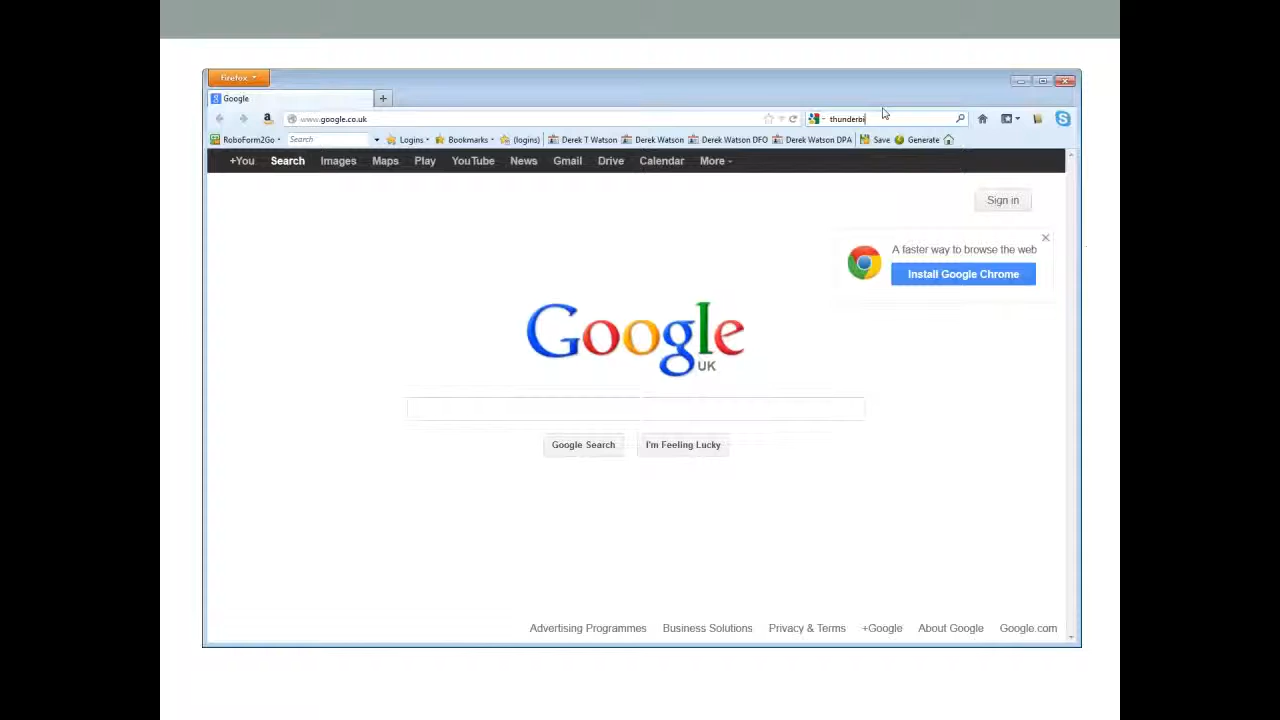 Firefox
Google
www.google.co.uk
thunderbi
RoboForm2Go Search Logins Bookmarks (logins) Derek T Watson Derek Watson Derek Watson DFO Derek Watson DPA Save Generate
+You Search Images Maps Play YouTube News Gmail Drive Calendar More
Sign in
A faster way to browse the web
Install Google Chrome
Google
UK
Google Search I'm Feeling Lucky
Advertising Programmes Business Solutions Privacy & Terms +Google About Google Google.com